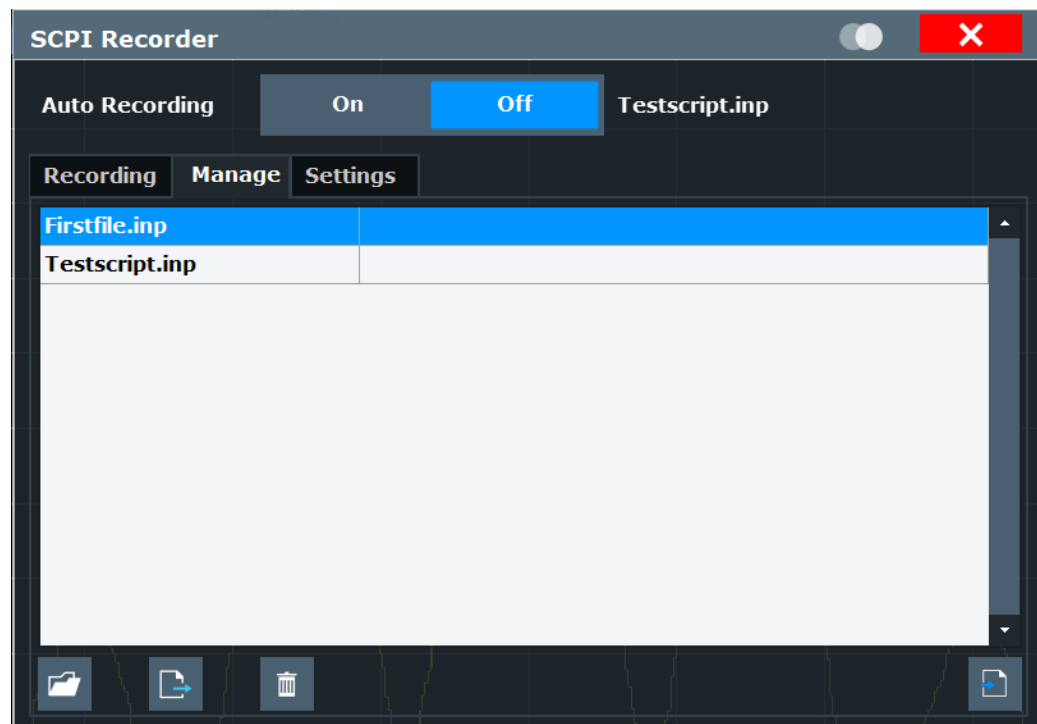 SCPI Recorder
Auto Recording On Off Testscript.inp
Recording Manage Settings
Firstfile.inp
Testscript.inp